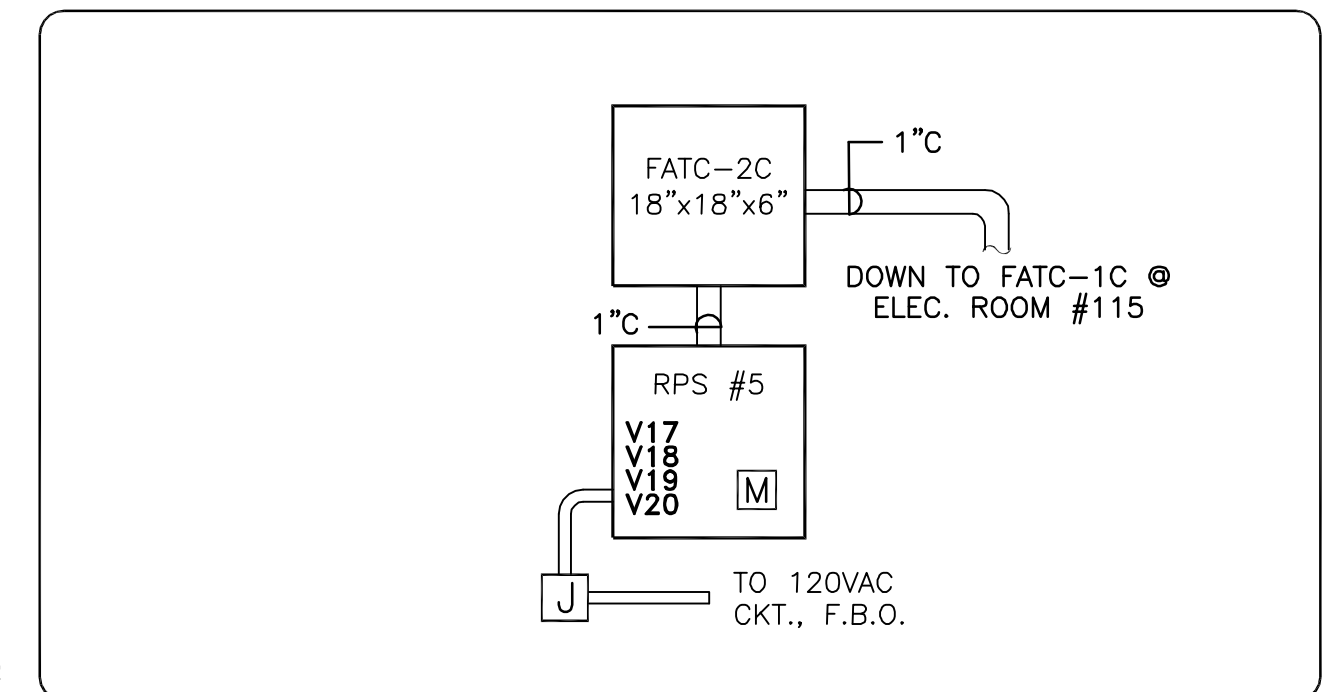 1”C
FATC-2C
18”x18”x6”
DOWN TO FATC-1C @
ELEC. ROOM #115
1”C
RPS #5
V17
V18
V19
V20
M
J
TO 120VAC
CKT., F.B.O.